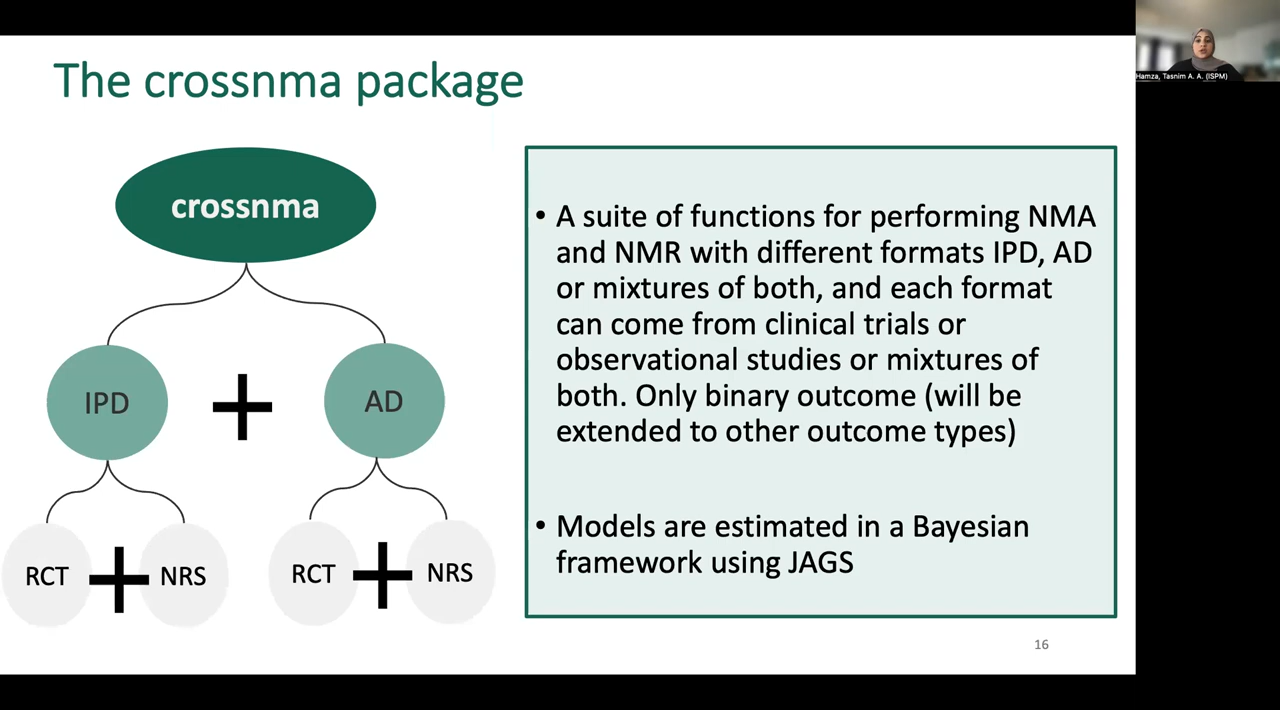 The crossnma package
crossnma
IPD
AD
RCT
NRS
RCT
NRS
• A suite of functions for performing NMA
and NMR with different formats IPD, AD
or mixtures of both, and each format
can come from clinical trials or
observational studies or mixtures of
both. Only binary outcome (will be
extended to other outcome types)
• Models are estimated in a Bayesian
framework using JAGS
16
Hamza, Tasnim A. A. (ISPM)